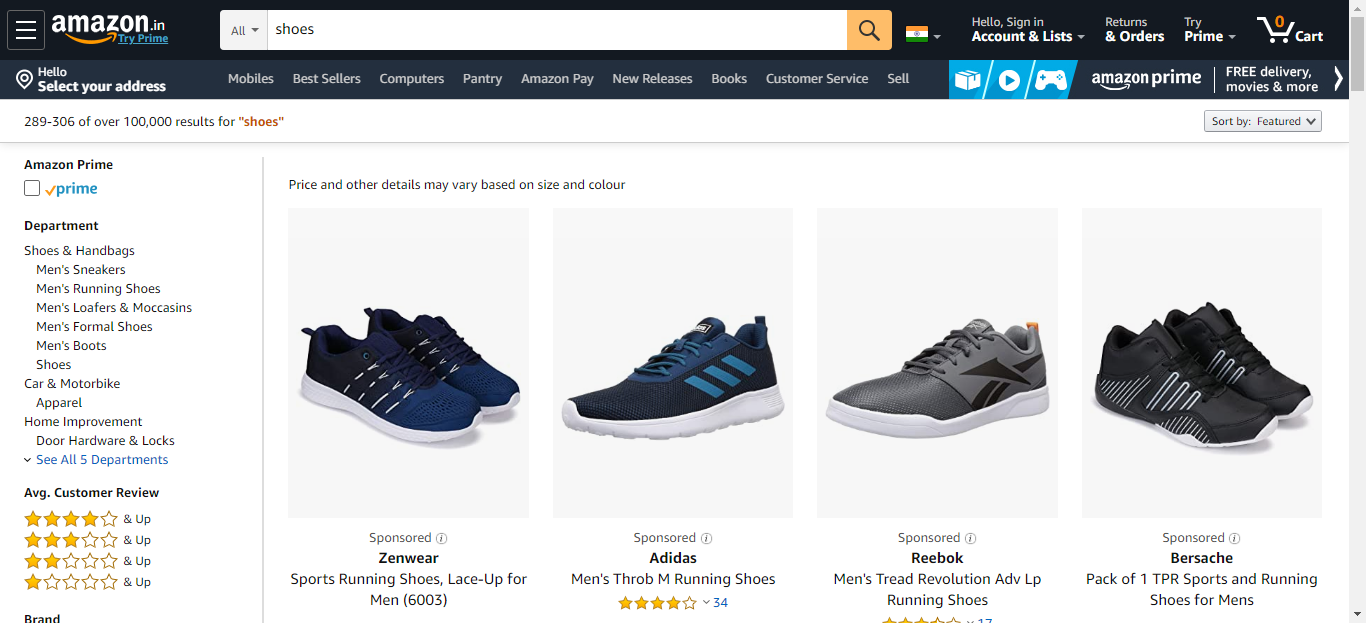 amazon.in
Try Prime
All
shoes
Hello, Sign in
Account & Lists
Returns
& Orders
Try
Prime
0
Cart
Hello
Select your address
Mobiles
Best Sellers
Computers
Pantry
Amazon Pay
New Releases
Books
Customer Service
Sell
amazon prime
FREE delivery,
movies & more
289-306 of over 100,000 results for "shoes"
Sort by: Featured
Amazon Prime
prime
Department
Shoes & Handbags
Men's Sneakers
Men's Running Shoes
Men's Loafers & Moccasins
Men's Formal Shoes
Men's Boots
Shoes
Car & Motorbike
Apparel
Home Improvement
Door Hardware & Locks
See All 5 Departments
Avg. Customer Review
& Up
& Up
& Up
& Up
Brand
Price and other details may vary based on size and colour
Sponsored
Zenwear
Sports Running Shoes, Lace-Up for
Men (6003)
Sponsored
Adidas
Men's Throb M Running Shoes
34
Sponsored
Reebok
Men's Tread Revolution Adv Lp
Running Shoes
17
Sponsored
Bersache
Pack of 1 TPR Sports and Running
Shoes for Mens